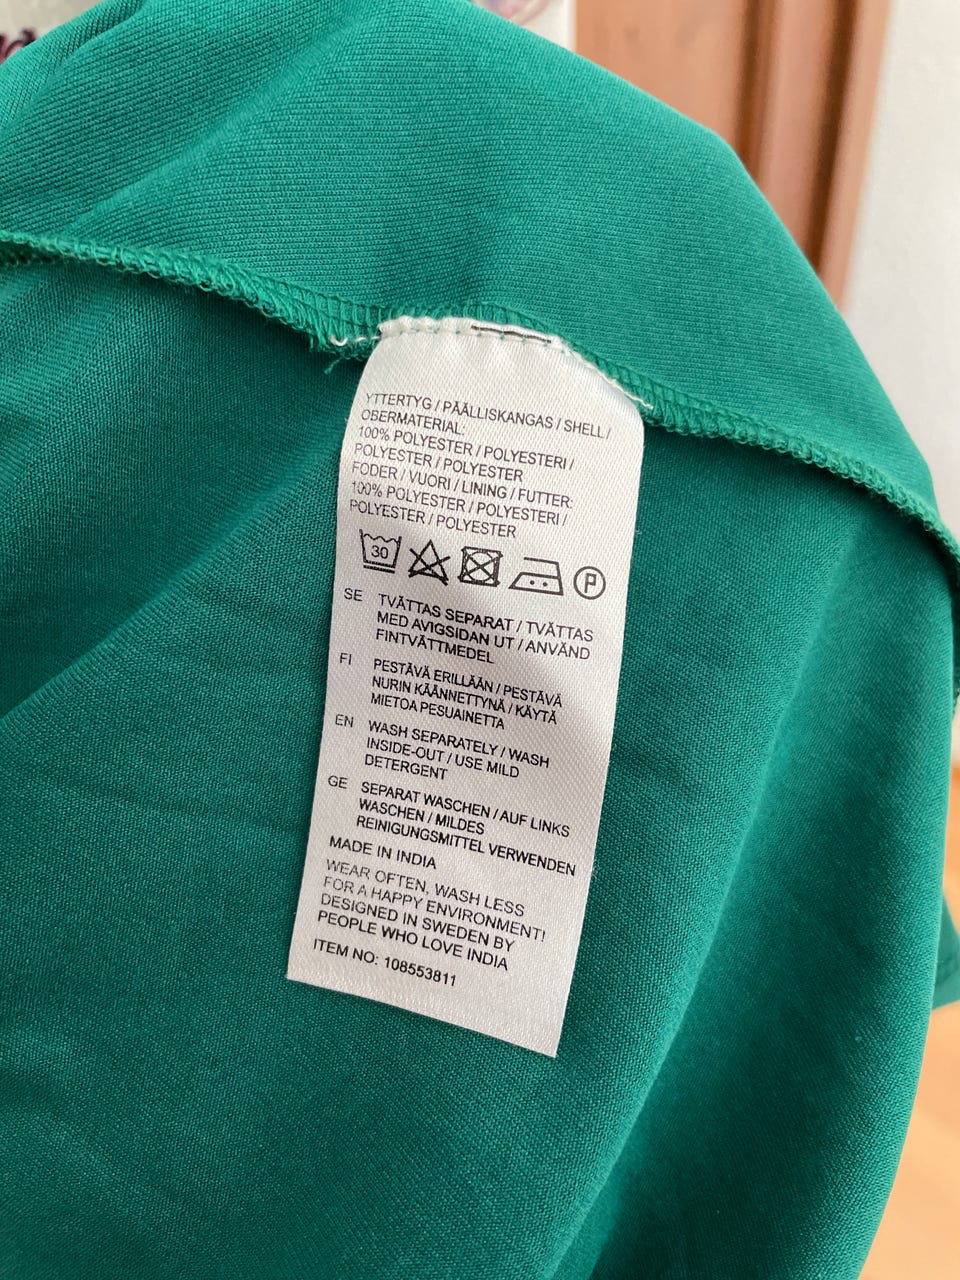 YTTERTYG / PÄÄLLISKANGAS / SHELL /
OBERMATERIAL:
100% POLYESTER / POLYESTERI /
POLYESTER / POLYESTER
FODER / VUORI / LINING / FUTTER:
100% POLYESTER / POLYESTERI /
POLYESTER / POLYESTER
30 P
SE TVÄTTAS SEPARAT / TVÄTTAS
MED AVIGSIDAN UT / ANVÄND
FINTVÄTTMEDEL
FI PESTÄVÄ ERILLÄÄN / PESTÄVÄ
NURIN KÄÄNNETTYNÄ / KÄYTÄ
MIETOA PESUAINETTA
EN WASH SEPARATELY / WASH
INSIDE-OUT / USE MILD
DETERGENT
GE SEPARAT WASCHEN / AUF LINKS
WASCHEN / MILDES
REINIGUNGSMITTEL VERWENDEN
MADE IN INDIA
WEAR OFTEN, WASH LESS
FOR A HAPPY ENVIRONMENT!
DESIGNED IN SWEDEN BY
PEOPLE WHO LOVE INDIA
ITEM NO: 108553811